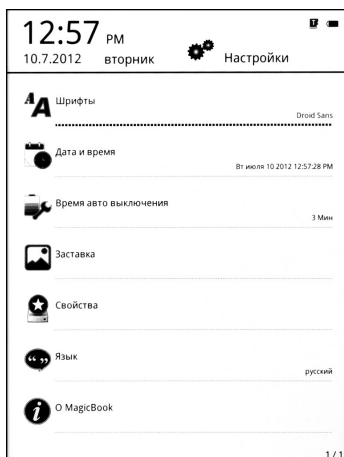 12:57 PM
10.7.2012 вторник
Настройки
T
Шрифты
Droid Sans
Дата и время
Вт июля 10 2012 12:57:28 PM
Время авто выключения
3 Мин
Заставка
Свойства
Язык
русский
О MagicBook
1/1